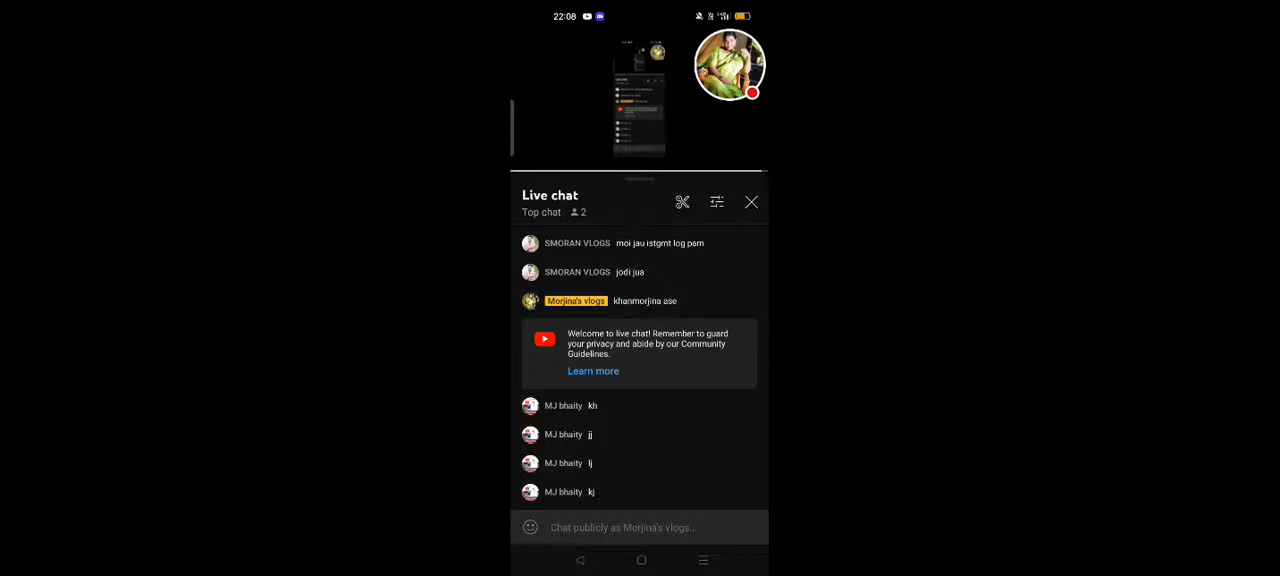 22:08
Live chat
Top chat 2
SMORAN VLOGS moi jau istgmt log pam
SMORAN VLOGS jodi jua
Morjina's vlogs khanmorjina ase
Welcome to live chat! Remember to guard
your privacy and abide by our Community
Guidelines.
Learn more
MJ bhaity kh
MJ bhaity jj
MJ bhaity lj
MJ bhaity kj
Chat publicly as Morjina's vlogs...